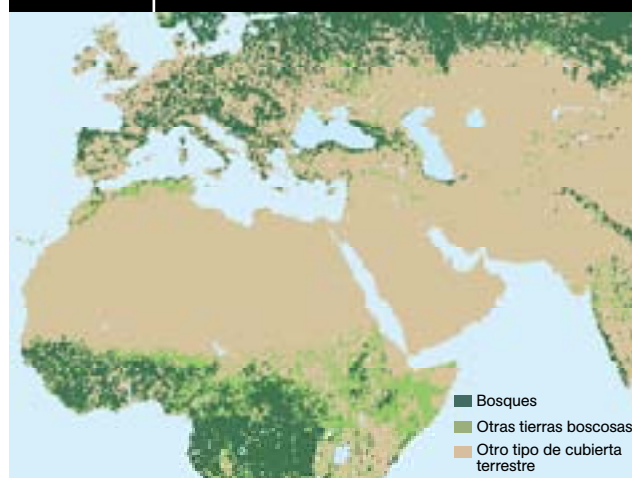 Bosques
Otras tierras boscosas
Otro tipo de cubierta
terrestre